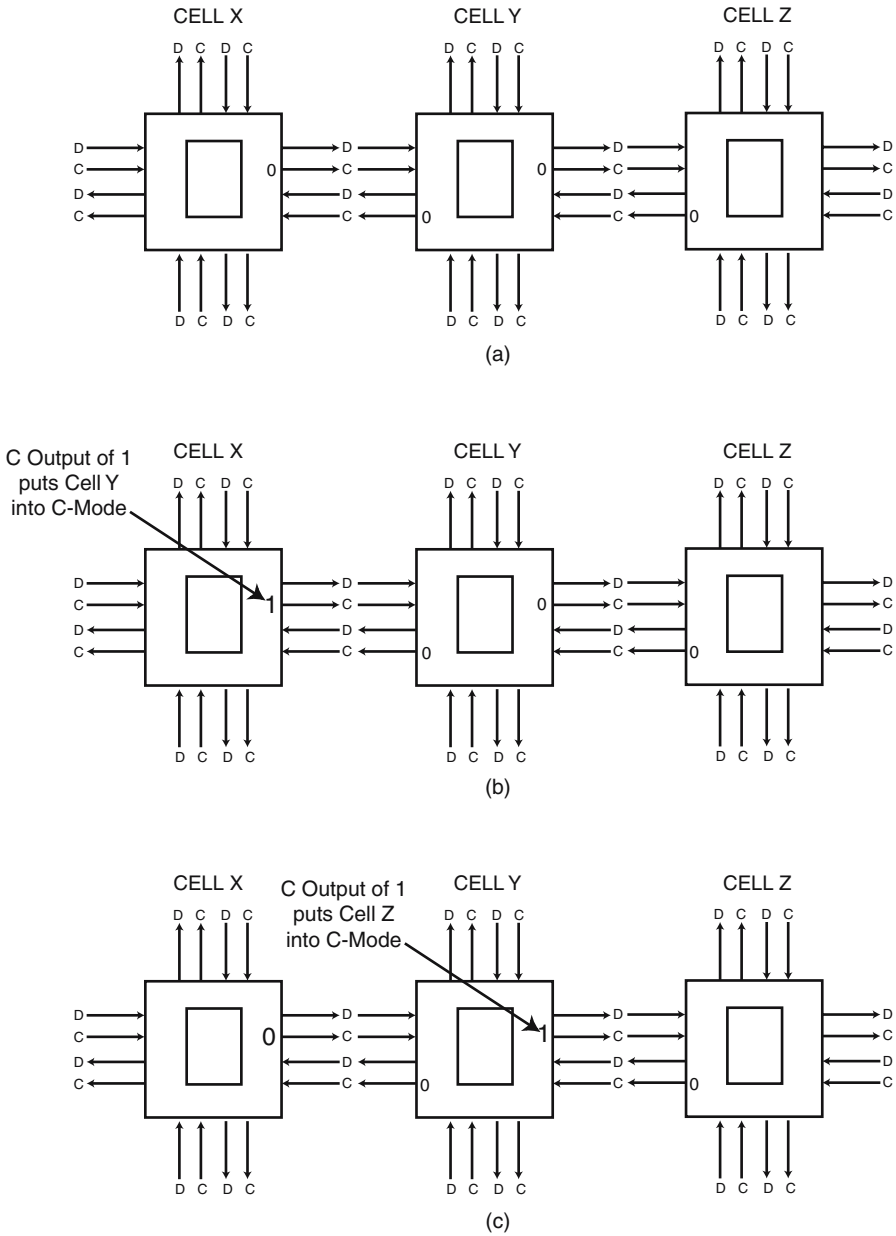 CELL X CELL Y CELL Z
D C D C D C D C D C D C
D D D D
C 0 C 0 C C
D D D D
C C 0 C 0 C
D C D C D C D C D C D C
(a)
C Output of 1
puts Cell Y
into C-Mode
CELL X CELL Y CELL Z
D C D C D C D C D C D C
D D D D
C 1 C 0 C C
D D D D
C C 0 C 0 C
D C D C D C D C D C D C
(b)
CELL X CELL Y CELL Z
C Output of 1
puts Cell Z
into C-Mode
D C D C D C D C D C D C
D D D D
C 0 C 1 C C
D D D D
C C 0 C 0 C
D C D C D C D C D C D C
(c)